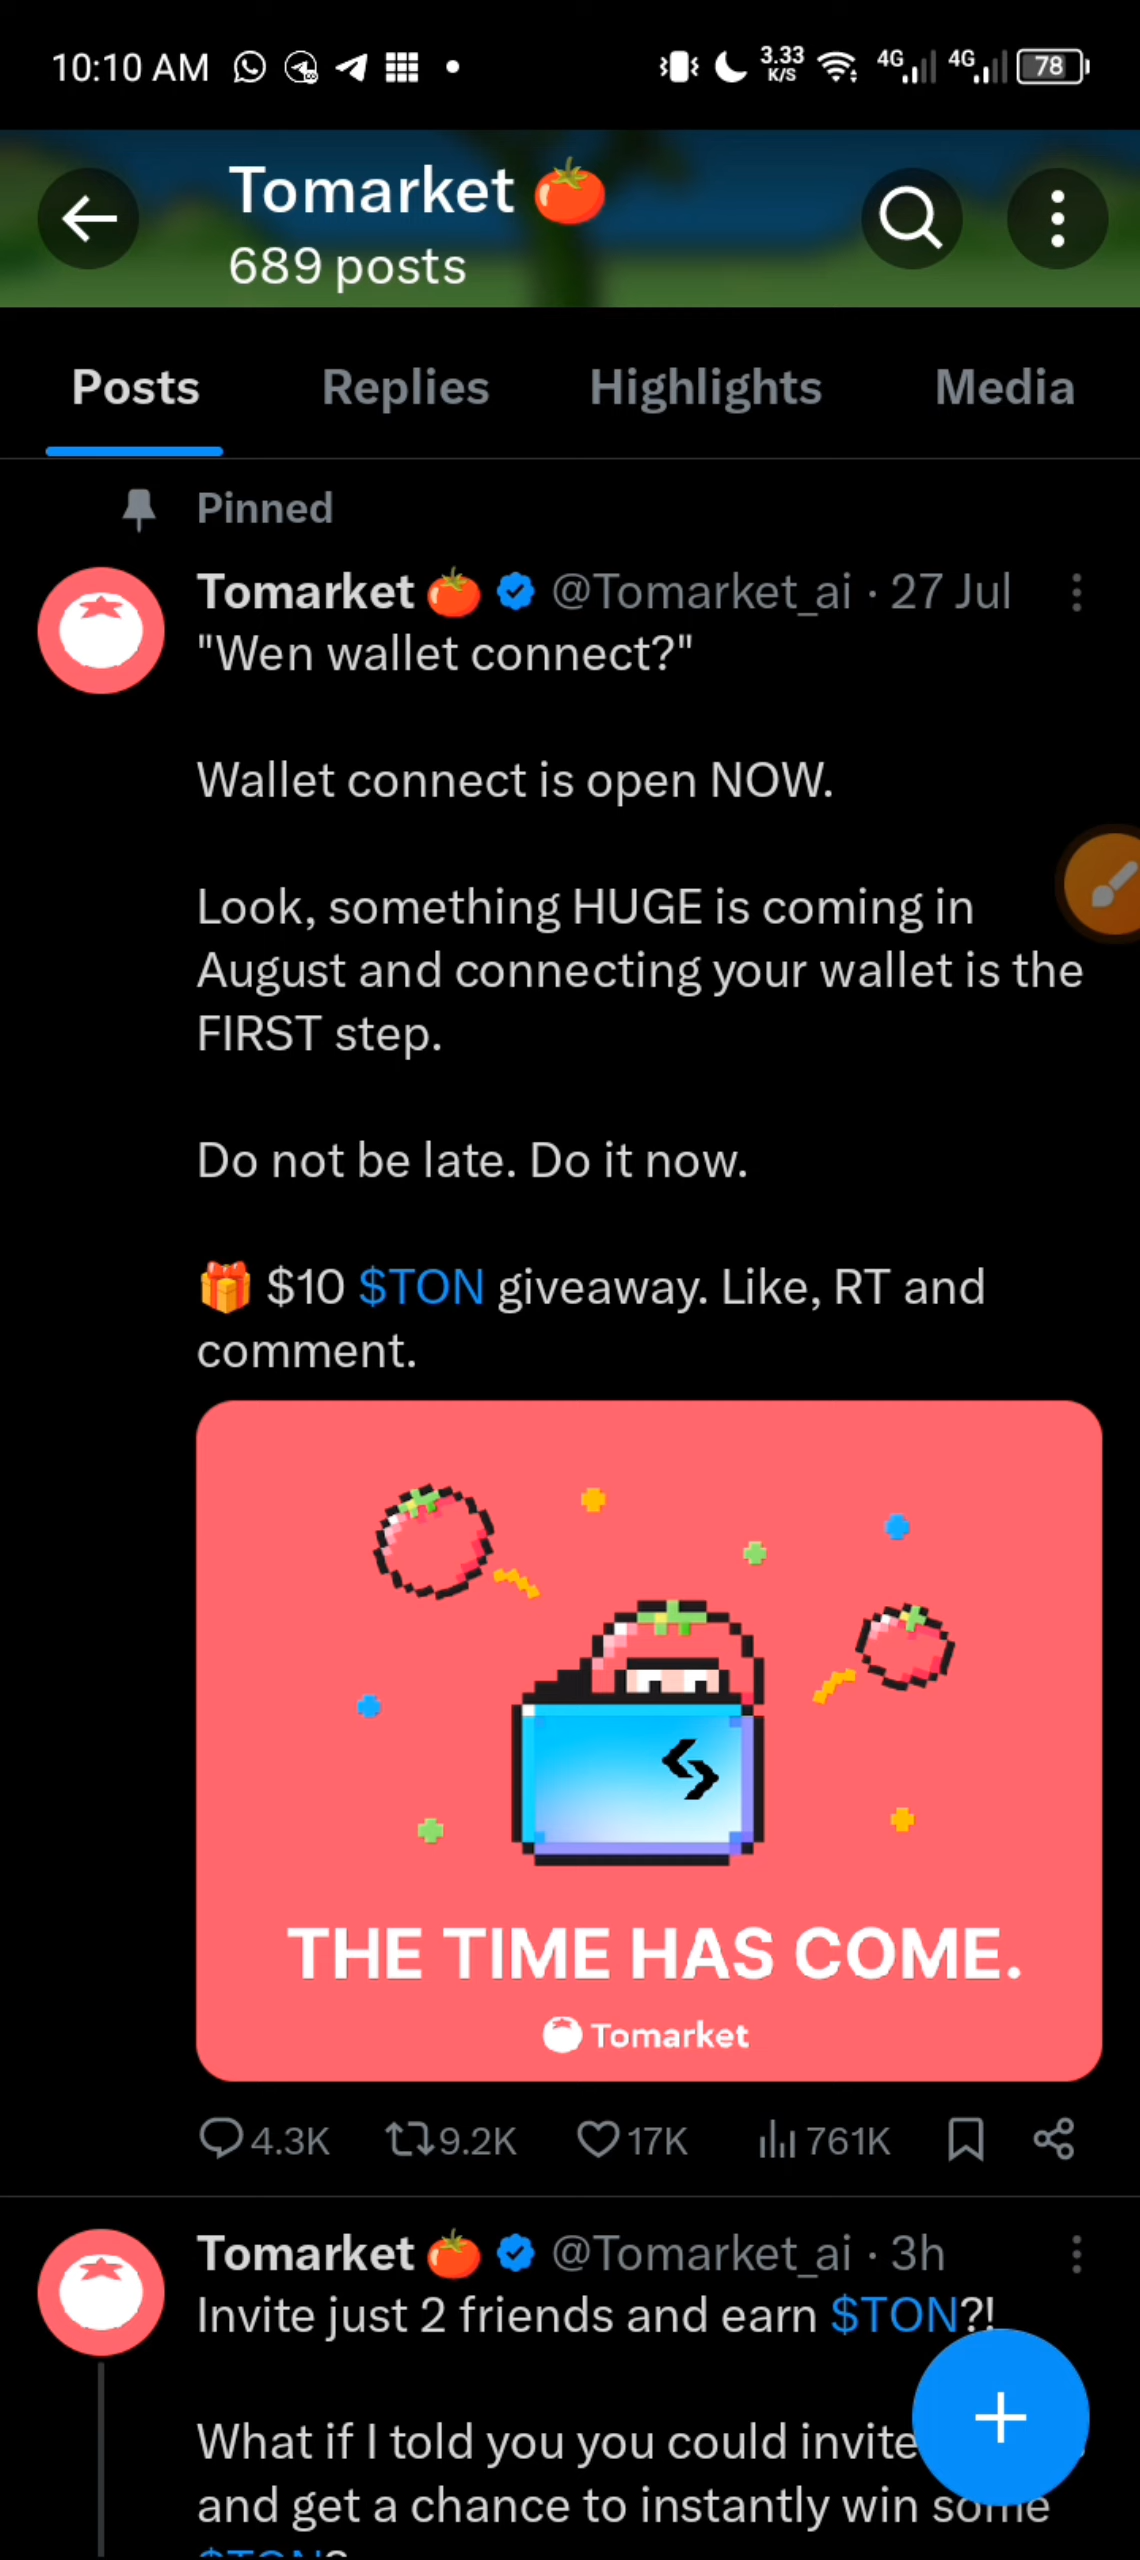 10:10 AM
3.33
K/S
4G
4G
78
Tomarket
689 posts
Posts
Replies
Highlights
Media
Pinned
Tomarket @Tomarket_ai · 27 Jul
"Wen wallet connect?"
Wallet connect is open NOW.
Look, something HUGE is coming in
August and connecting your wallet is the
FIRST step.
Do not be late. Do it now.
$10 $TON giveaway. Like, RT and
comment.
THE TIME HAS COME.
Tomarket
4.3K
9.2K
17K
761K
Tomarket @Tomarket_ai · 3h
Invite just 2 friends and earn $TON?!
What if I told you you could invite
and get a chance to instantly win some